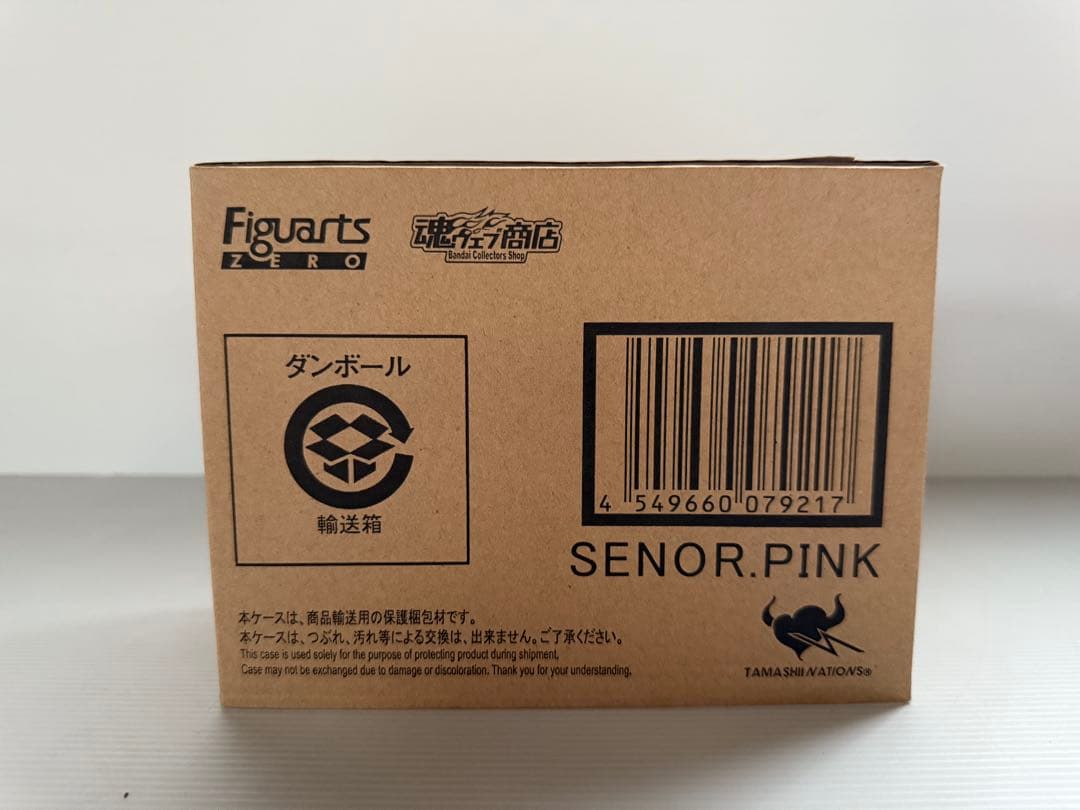 Figuarts
ZERO
魂ウェブ商店
Bandai Collectors Shop
ダンボール
輸送箱
4 549660 079217
SENOR.PINK
本ケースは、商品輸送用の保護梱包材です。
本ケースは、つぶれ、汚れ等による交換は、出来ません。ご了承ください。
This case is used solely for the purpose of protecting product during shipment.
Case may not be exchanged due to damage or discoloration. Thank you for your understanding.
TAMASHII NATIONS®